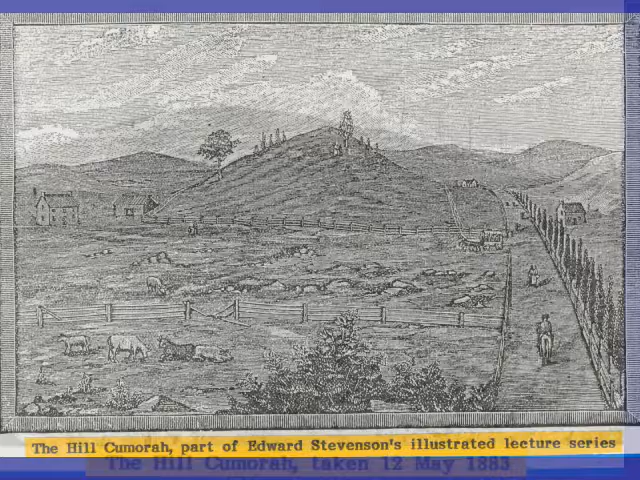 The Hill Cumorah, part of Edward Stevenson's illustrated lecture series
The Hill Cumorah, taken 12 May 1883